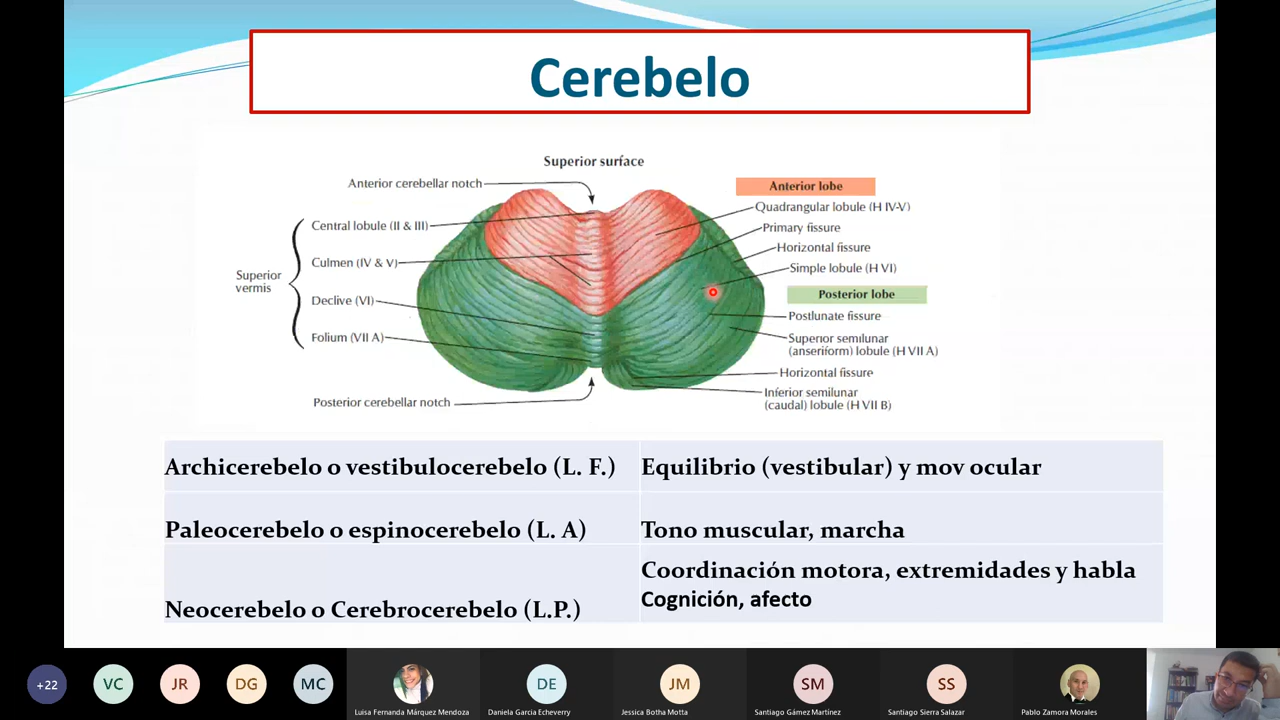 Cerebelo
Superior surface
Anterior cerebellar notch
Central lobule (II & III)
Culmen (IV & V)
Superior
vermis
Declive (VI)
Folium (VII A)
Posterior cerebellar notch
Anterior lobe
Quadrangular lobule (H IV-V)
Primary fissure
Horizontal fissure
Simple lobule (H VI)
Posterior lobe
Postlunate fissure
Superior semilunar
(anseriform) lobule (H VII A)
Horizontal fissure
Inferior semilunar
(caudal) lobule (H VII B)
Archicerebelo o vestibulocerebelo (L. F.)
Equilibrio (vestibular) y mov ocular
Paleocerebelo o espinocerebelo (L. A)
Tono muscular, marcha
Neocerebelo o Cerebrocerebelo (L.P.)
Coordinación motora, extremidades y habla
Cognición, afecto
+22
VC
JR
DG
MC
Luisa Fernanda Márquez Mendoza
DE
Daniela Garcia Echeverry
JM
Jessica Botha Motta
SM
Santiago Gámez Martínez
SS
Santiago Sierra Salazar
Pablo Zamora Morales